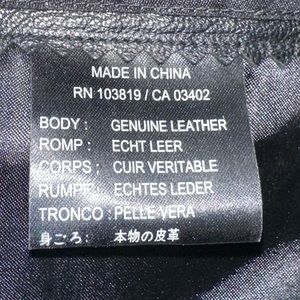 MADE IN CHINA
RN 103819 / CA 03402
BODY : GENUINE LEATHER
ROMP : ECHT LEER
CORPS : CUIR VERITABLE
RUMPF : ECHTES LEDER
TRONCO : PELLE VERA
身ごろ : 本物の皮革